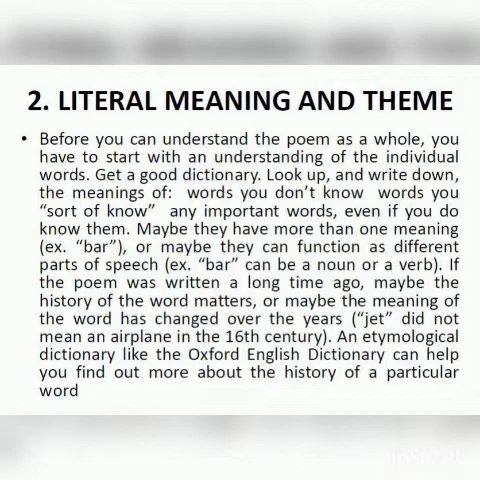 2. LITERAL MEANING AND THEME
• Before you can understand the poem as a whole, you
have to start with an understanding of the individual
words. Get a good dictionary. Look up, and write down,
the meanings of: words you don't know words you
"sort of know" any important words, even if you do
know them. Maybe they have more than one meaning
(ex. "bar"), or maybe they can function as different
parts of speech (ex. "bar" can be a noun or a verb). If
the poem was written a long time ago, maybe the
history of the word matters, or maybe the meaning of
the word has changed over the years ("jet" did not
mean an airplane in the 16th century). An etymological
dictionary like the Oxford English Dictionary can help
you find out more about the history of a particular
word